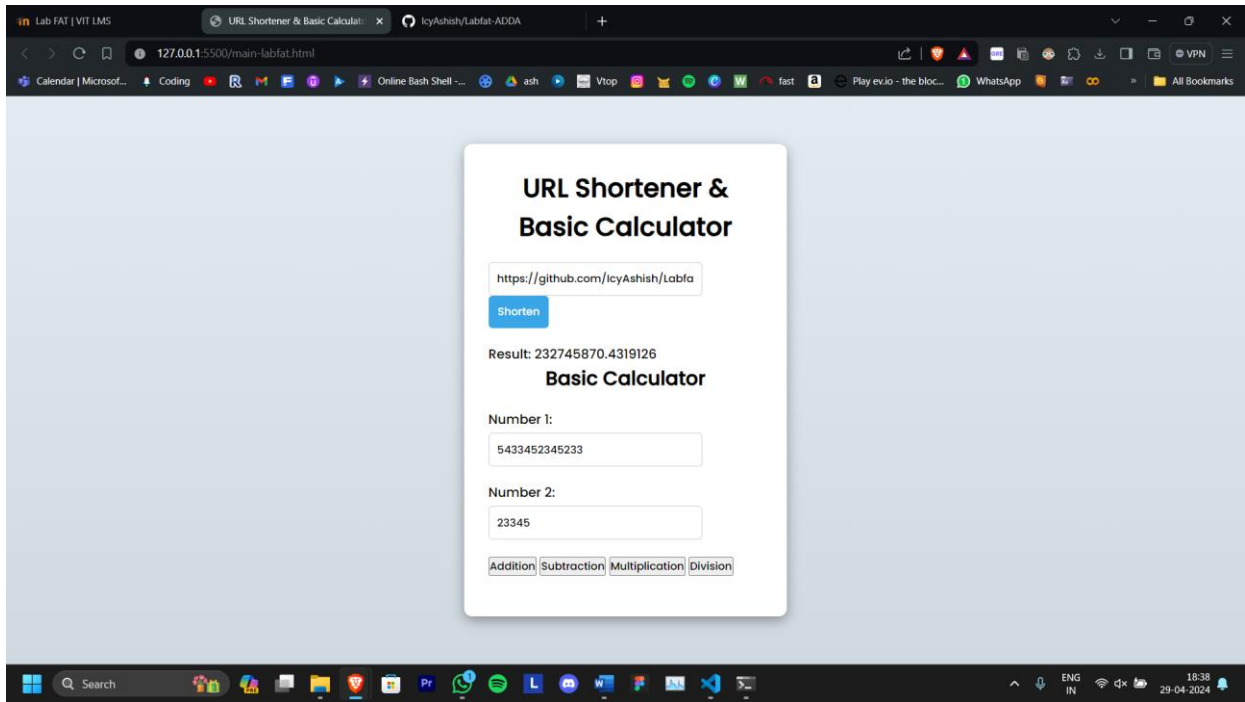 Lab FAT | VIT LMS
URL Shortener & Basic Calculat
IcyAshish/Labfat-ADDA
127.0.0.1:5500/main-labfat.html
VPN
Calendar | Microsof...
Coding
Online Bash Shell -...
ash
Vtop
fast
Play ev.io - the bloc...
WhatsApp
All Bookmarks
URL Shortener &
Basic Calculator
https://github.com/IcyAshish/Labfa
Shorten
Result: 232745870.4319126
Basic Calculator
Number 1:
5433452345233
Number 2:
23345
Addition Subtraction Multiplication Division
Search
Pr
L
ENG
IN
18:38
29-04-2024